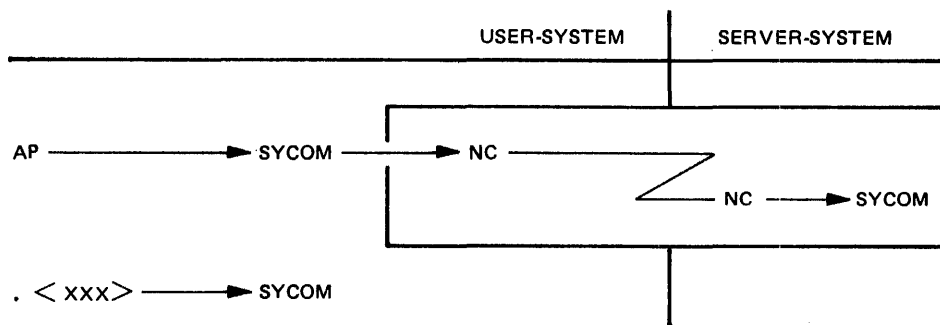 USER-SYSTEM SERVER-SYSTEM
AP SYCOM NC
NC SYCOM
. < xxx > SYCOM